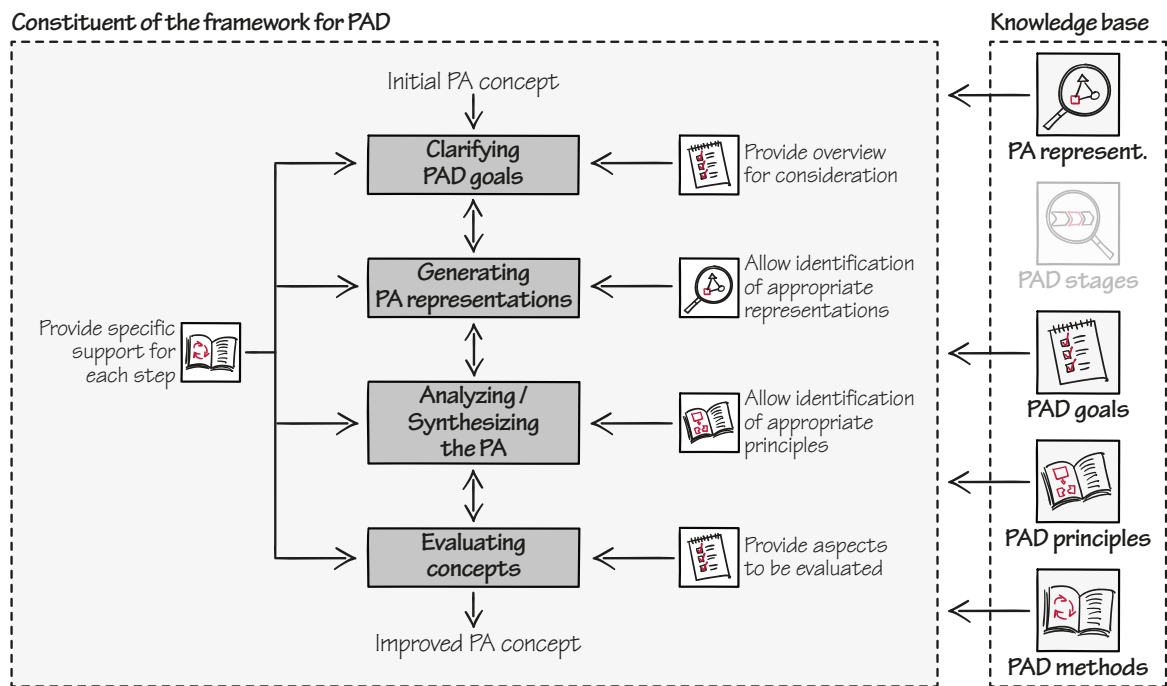 Constituent of the framework for PAD
Knowledge base
Initial PA concept
Clarifying
PAD goals
Provide overview
for consideration
Generating
PA representations
Allow identification
of appropriate
representations
Provide specific
support for
each step
Analyzing /
Synthesizing
the PA
Allow identification
of appropriate
principles
Evaluating
concepts
Provide aspects
to be evaluated
Improved PA concept
PA represent.
PAD stages
PAD goals
PAD principles
PAD methods